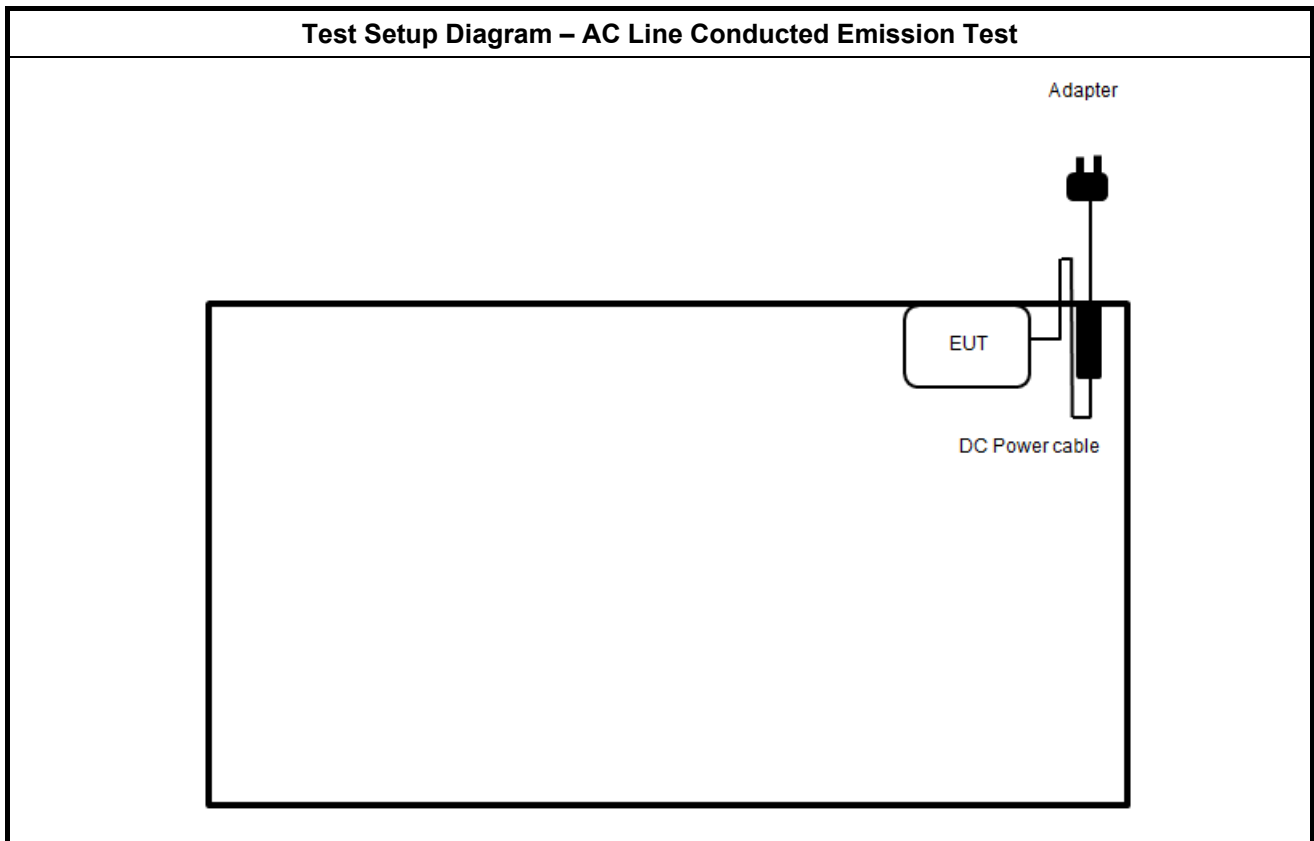 Test Setup Diagram – AC Line Conducted Emission Test
Adapter
EUT
DC Power cable